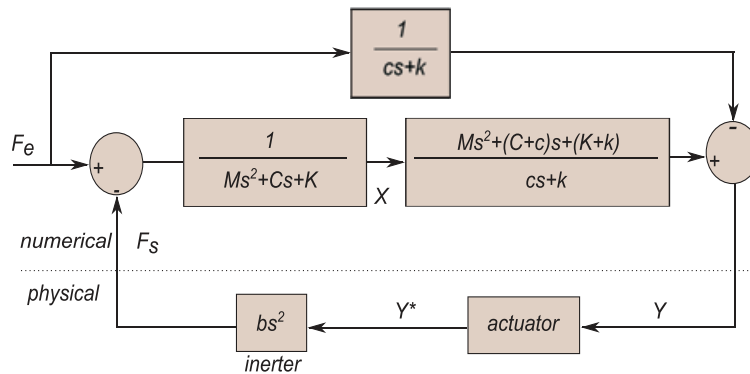 1
cs+k
-
Fe
+
-
1
Ms²+Cs+K
X
Ms²+(C+c)s+(K+k)
cs+k
+
numerical
Fs
physical
bs²
inerter
Y*
actuator
Y